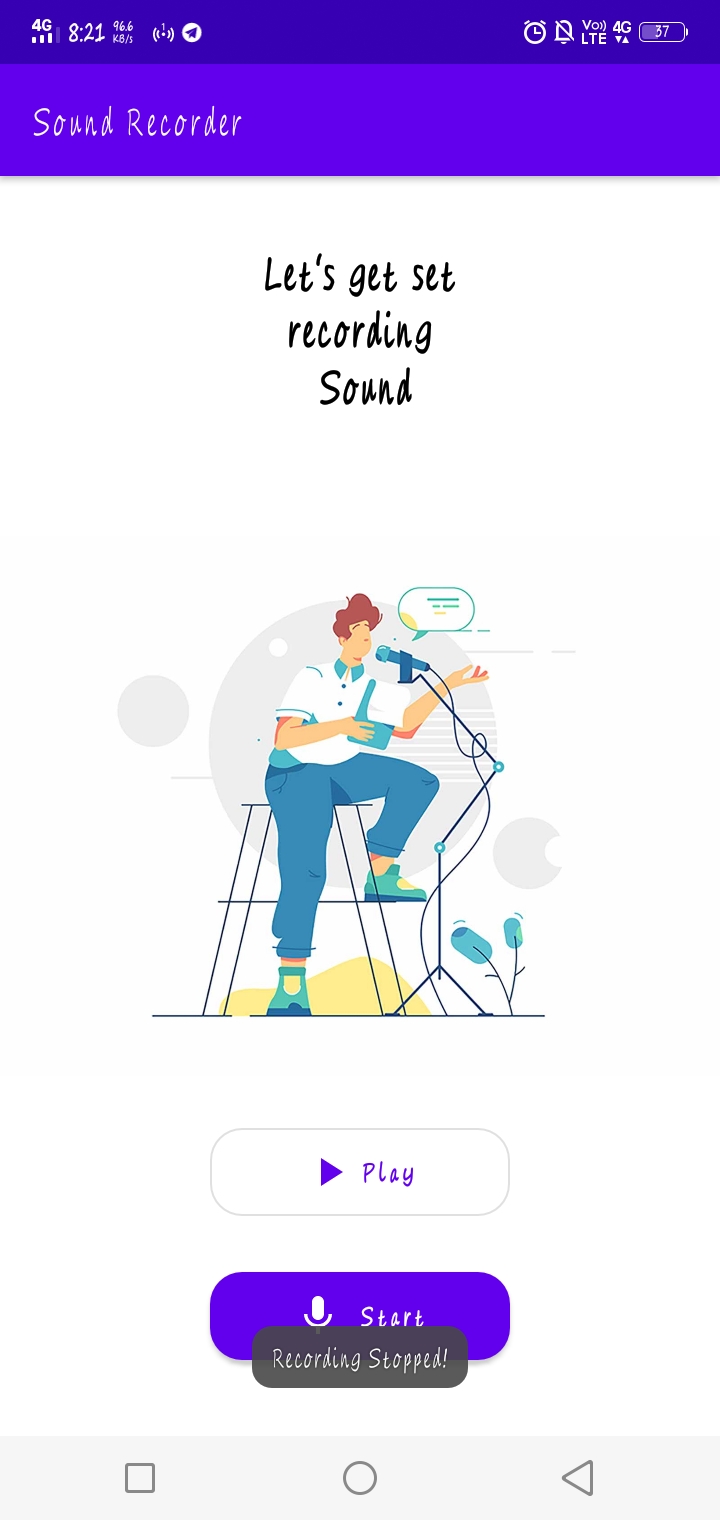 4G 8:21 96.6 KB/s Vo)) LTE 4G 37
Sound Recorder
Let's get set
recording
Sound
Play
Start
Recording Stopped!